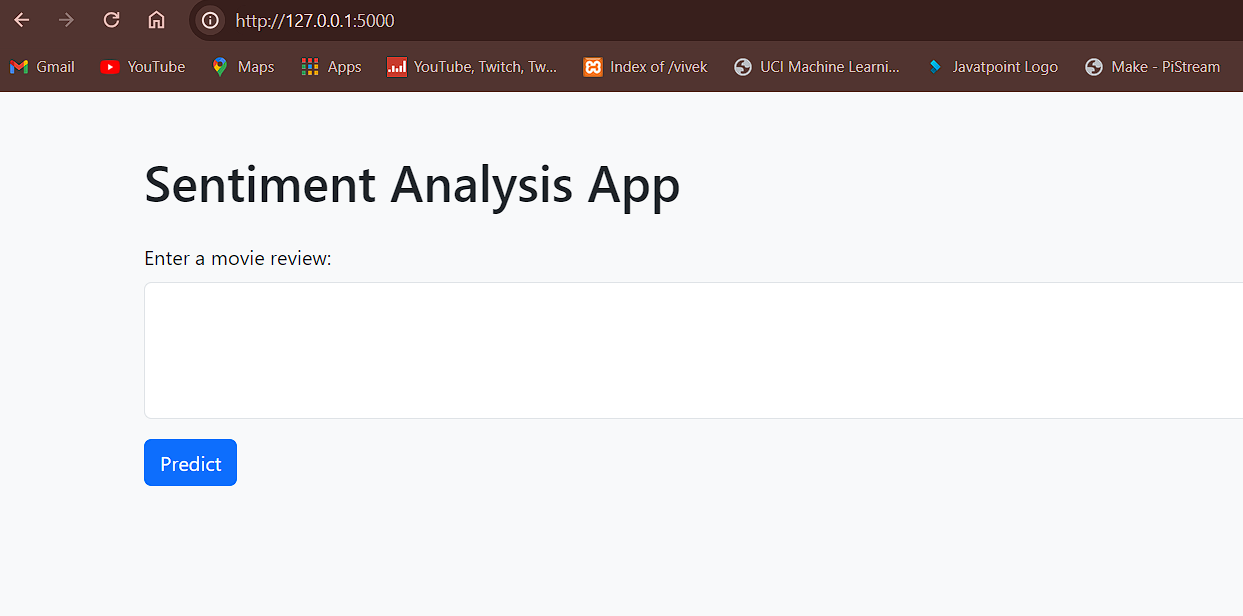 http://127.0.0.1:5000
Gmail YouTube Maps Apps YouTube, Twitch, Tw... Index of /vivek UCI Machine Learni... Javatpoint Logo Make - PiStream
Sentiment Analysis App
Enter a movie review:
Predict